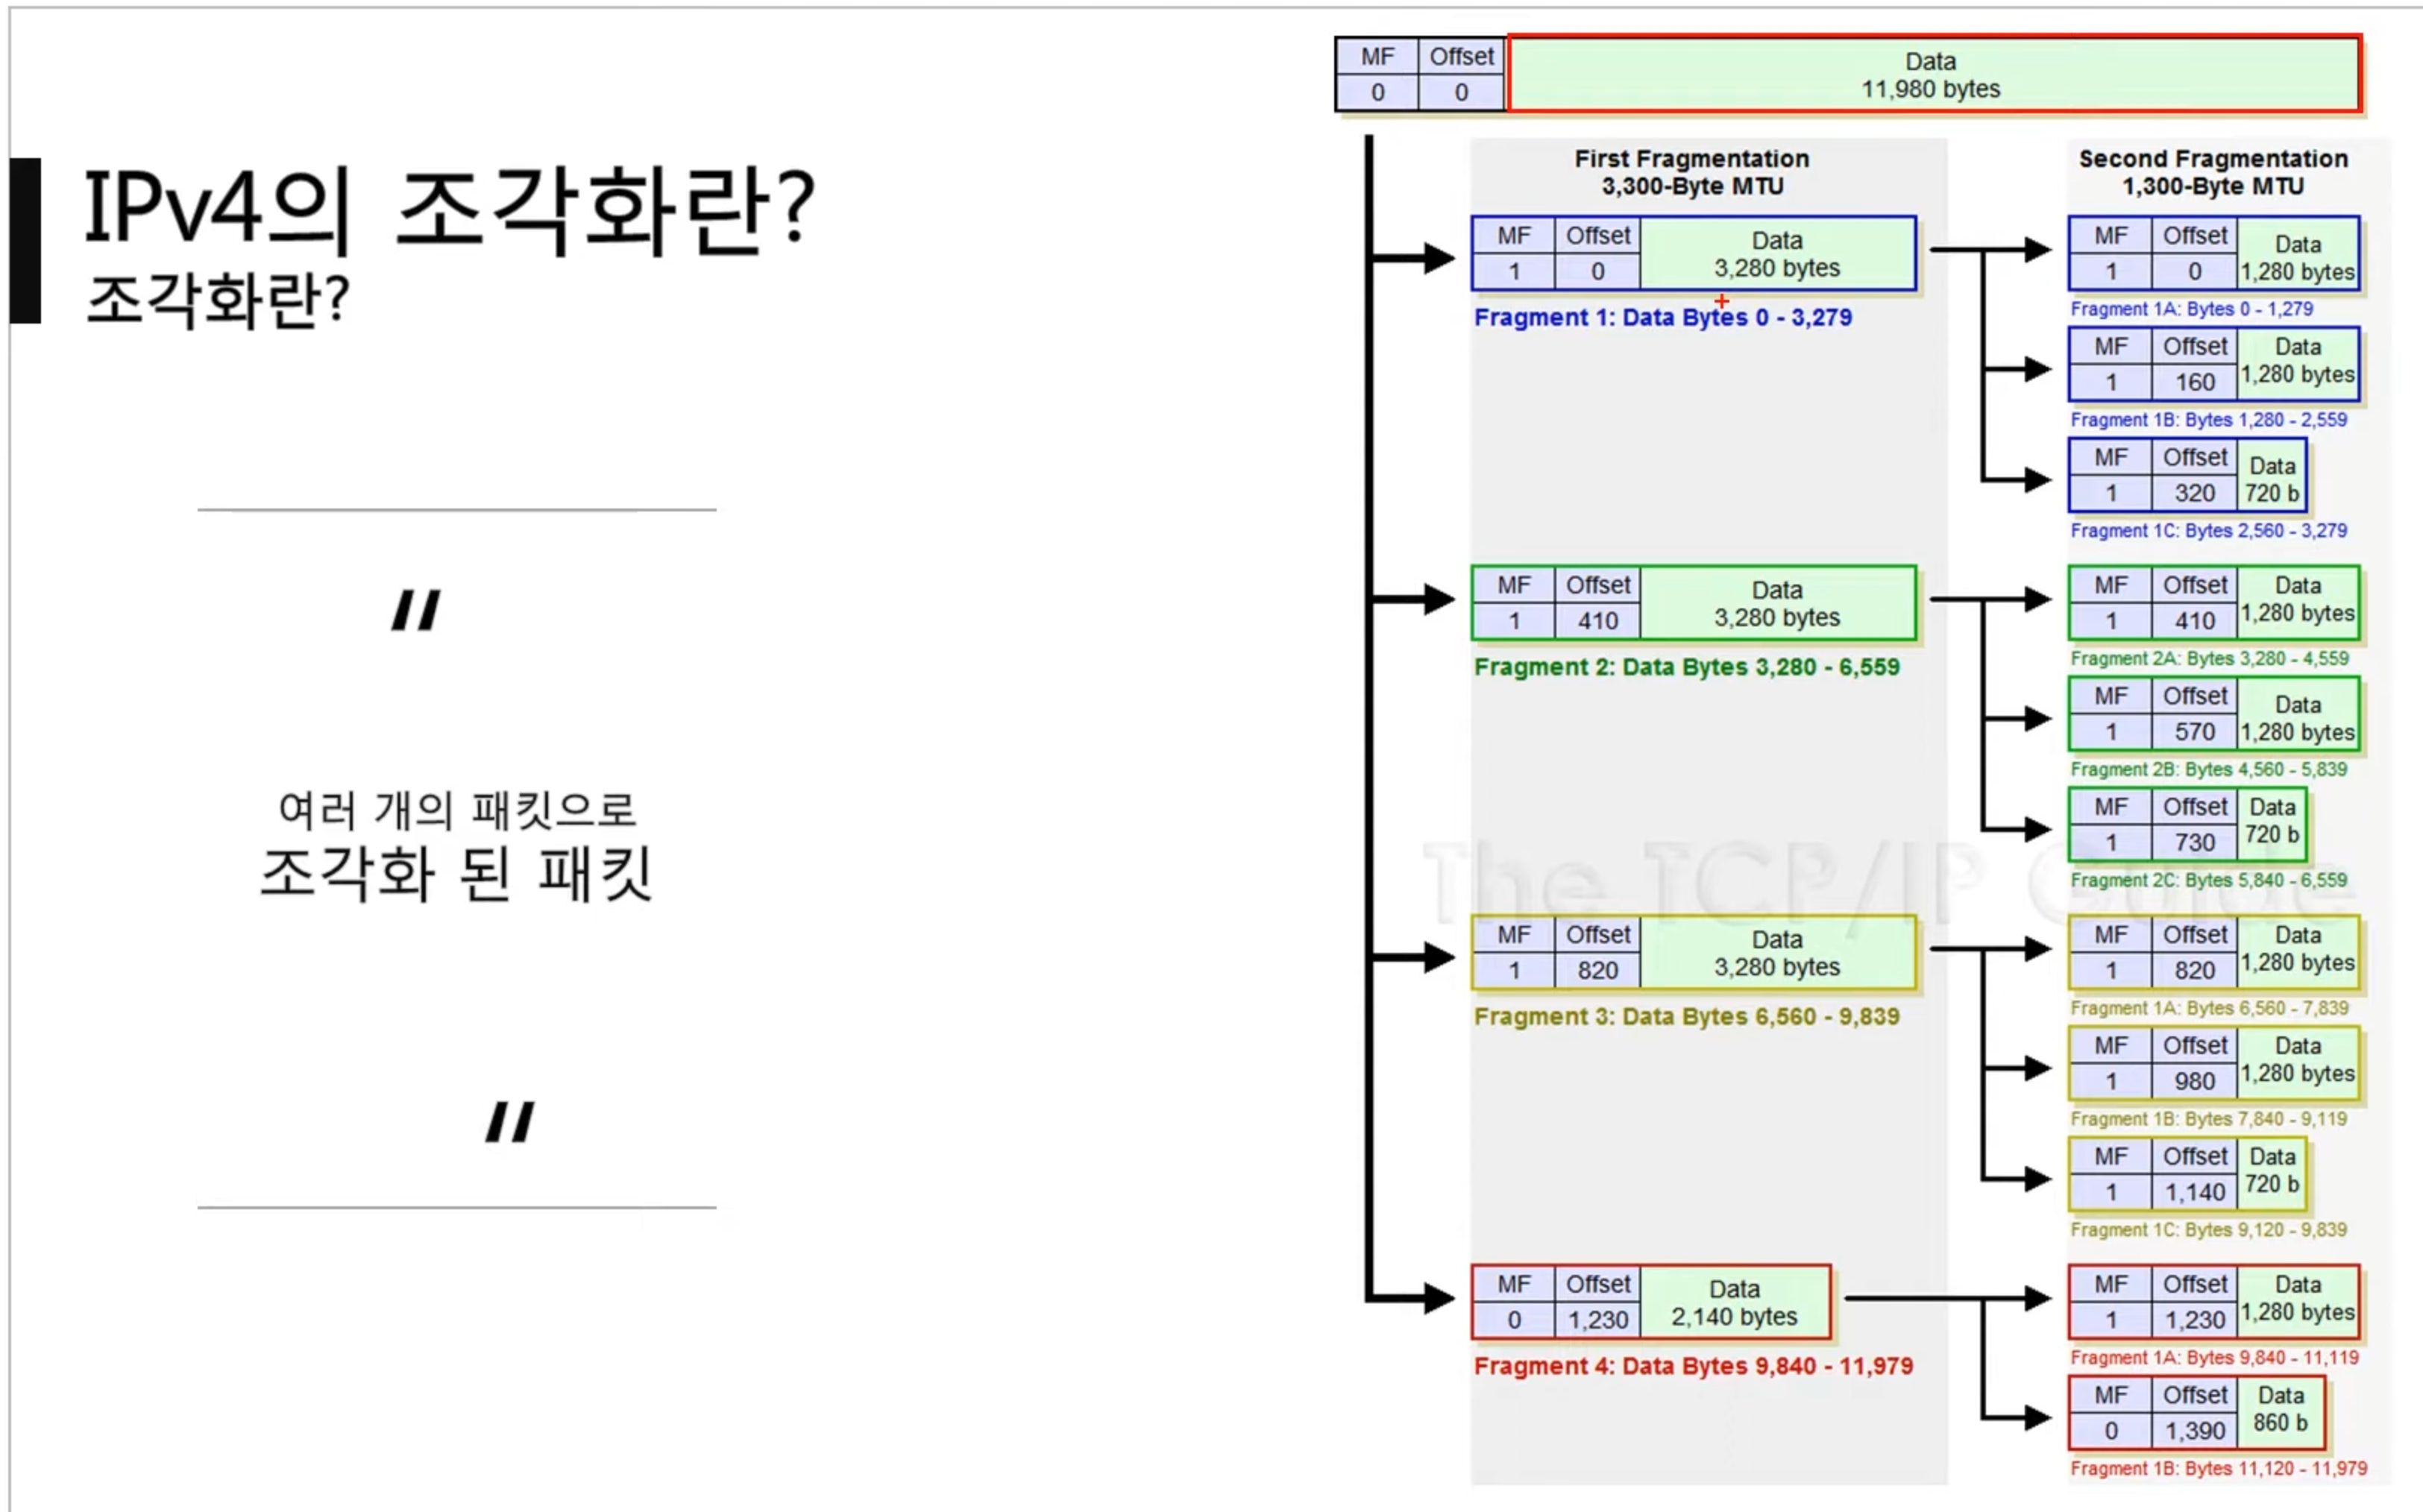 IPv4의 조각화란?
조각화란?
"
여러 개의 패킷으로
조각화 된 패킷
"
MF Offset Data
0 0 11,980 bytes
First Fragmentation
3,300-Byte MTU
MF Offset Data
1 0 3,280 bytes
Fragment 1: Data Bytes 0 - 3,279
MF Offset Data
1 410 3,280 bytes
Fragment 2: Data Bytes 3,280 - 6,559
MF Offset Data
1 820 3,280 bytes
Fragment 3: Data Bytes 6,560 - 9,839
MF Offset Data
0 1,230 2,140 bytes
Fragment 4: Data Bytes 9,840 - 11,979
Second Fragmentation
1,300-Byte MTU
MF Offset Data
1 0 1,280 bytes
Fragment 1A: Bytes 0 - 1,279
MF Offset Data
1 160 1,280 bytes
Fragment 1B: Bytes 1,280 - 2,559
MF Offset Data
1 320 720 b
Fragment 1C: Bytes 2,560 - 3,279
MF Offset Data
1 410 1,280 bytes
Fragment 2A: Bytes 3,280 - 4,559
MF Offset Data
1 570 1,280 bytes
Fragment 2B: Bytes 4,560 - 5,839
MF Offset Data
1 730 720 b
Fragment 2C: Bytes 5,840 - 6,559
MF Offset Data
1 820 1,280 bytes
Fragment 1A: Bytes 6,560 - 7,839
MF Offset Data
1 980 1,280 bytes
Fragment 1B: Bytes 7,840 - 9,119
MF Offset Data
1 1,140 720 b
Fragment 1C: Bytes 9,120 - 9,839
MF Offset Data
1 1,230 1,280 bytes
Fragment 1A: Bytes 9,840 - 11,119
MF Offset Data
0 1,390 860 b
Fragment 1B: Bytes 11,120 - 11,979
The TCP/IP Guide